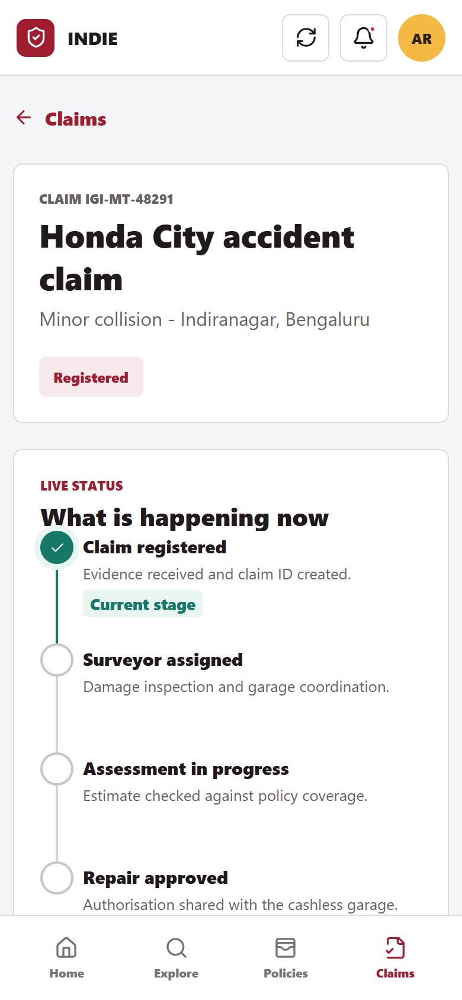 INDIE
AR
Claims
CLAIM IGI-MT-48291
Honda City accident
claim
Minor collision - Indiranagar, Bengaluru
Registered
LIVE STATUS
What is happening now
Claim registered
Evidence received and claim ID created.
Current stage
Surveyor assigned
Damage inspection and garage coordination.
Assessment in progress
Estimate checked against policy coverage.
Repair approved
Authorisation shared with the cashless garage.
Home
Explore
Policies
Claims